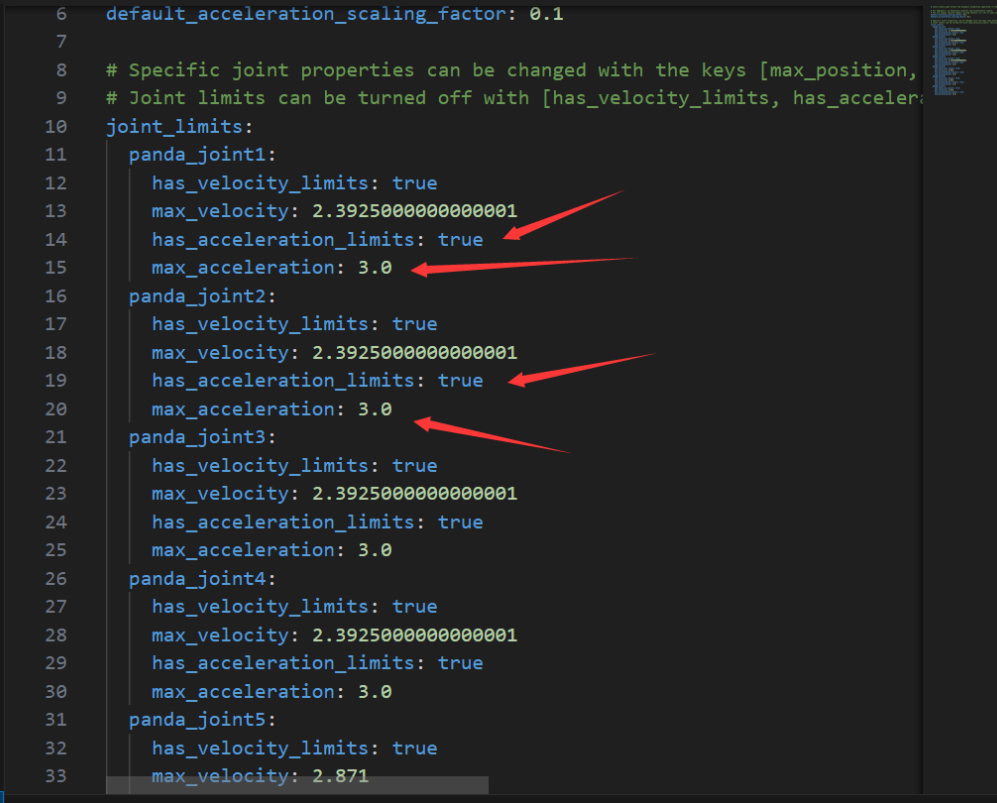 6 default_acceleration_scaling_factor: 0.1
7
8 # Specific joint properties can be changed with the keys [max_position,
9 # Joint limits can be turned off with [has_velocity_limits, has_accelera
10 joint_limits:
11 panda_joint1:
12 has_velocity_limits: true
13 max_velocity: 2.3925000000000001
14 has_acceleration_limits: true
15 max_acceleration: 3.0
16 panda_joint2:
17 has_velocity_limits: true
18 max_velocity: 2.3925000000000001
19 has_acceleration_limits: true
20 max_acceleration: 3.0
21 panda_joint3:
22 has_velocity_limits: true
23 max_velocity: 2.3925000000000001
24 has_acceleration_limits: true
25 max_acceleration: 3.0
26 panda_joint4:
27 has_velocity_limits: true
28 max_velocity: 2.3925000000000001
29 has_acceleration_limits: true
30 max_acceleration: 3.0
31 panda_joint5:
32 has_velocity_limits: true
33 max_velocity: 2.871